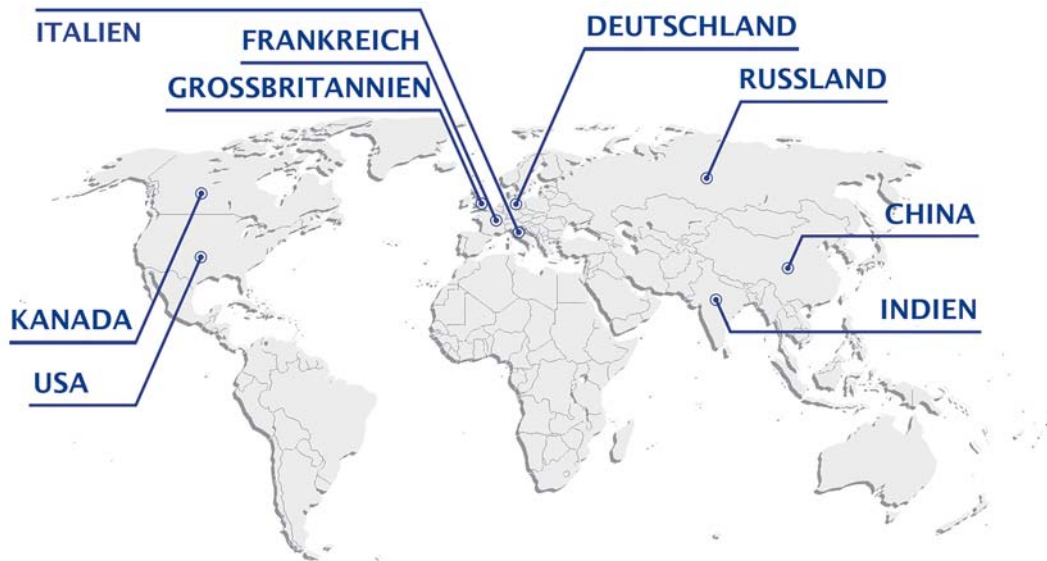 ITALIEN
FRANKREICH
DEUTSCHLAND
GROSSBRITANNIEN
RUSSLAND
CHINA
KANADA
INDIEN
USA